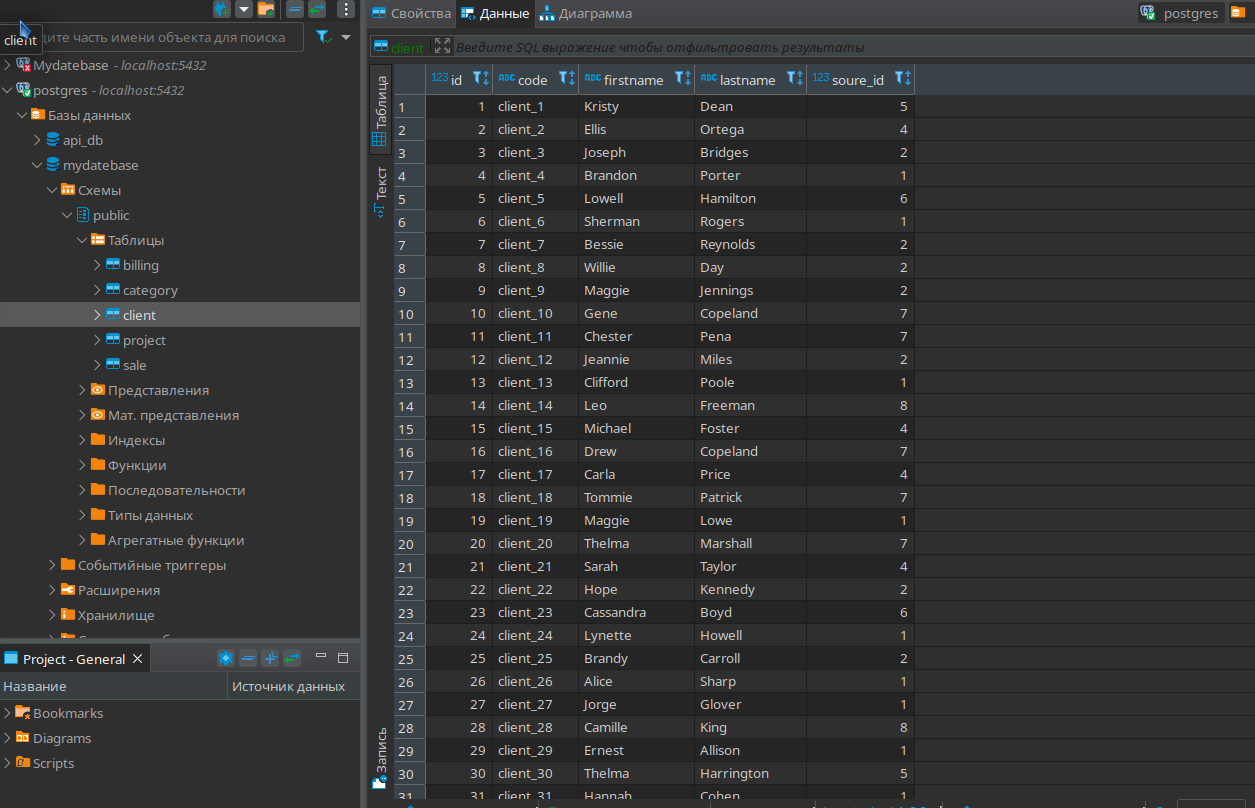 Свойства Данные Диаграмма postgres
client
дите часть имени объекта для поиска
client Введите SQL выражение чтобы отфильтровать результаты
Mydatebase - localhost:5432
postgres - localhost:5432
Базы данных
api_db
mydatebase
Схемы
public
Таблицы
billing
category
client
project
sale
Представления
Мат. представления
Индексы
Функции
Последовательности
Типы данных
Агрегатные функции
Событийные триггеры
Расширения
Хранилище
Project - General
Название Источник данных
Bookmarks
Diagrams
Scripts
Таблица
Текст
Запись
123 id ABC code ABC firstname ABC lastname 123 soure_id
1 1 client_1 Kristy Dean 5
2 2 client_2 Ellis Ortega 4
3 3 client_3 Joseph Bridges 2
4 4 client_4 Brandon Porter 1
5 5 client_5 Lowell Hamilton 6
6 6 client_6 Sherman Rogers 1
7 7 client_7 Bessie Reynolds 2
8 8 client_8 Willie Day 2
9 9 client_9 Maggie Jennings 2
10 10 client_10 Gene Copeland 7
11 11 client_11 Chester Pena 7
12 12 client_12 Jeannie Miles 2
13 13 client_13 Clifford Poole 1
14 14 client_14 Leo Freeman 8
15 15 client_15 Michael Foster 4
16 16 client_16 Drew Copeland 7
17 17 client_17 Carla Price 4
18 18 client_18 Tommie Patrick 7
19 19 client_19 Maggie Lowe 1
20 20 client_20 Thelma Marshall 7
21 21 client_21 Sarah Taylor 4
22 22 client_22 Hope Kennedy 2
23 23 client_23 Cassandra Boyd 6
24 24 client_24 Lynette Howell 1
25 25 client_25 Brandy Carroll 2
26 26 client_26 Alice Sharp 1
27 27 client_27 Jorge Glover 1
28 28 client_28 Camille King 8
29 29 client_29 Ernest Allison 1
30 30 client_30 Thelma Harrington 5
31 31 client_31 Hannah Cohen 1